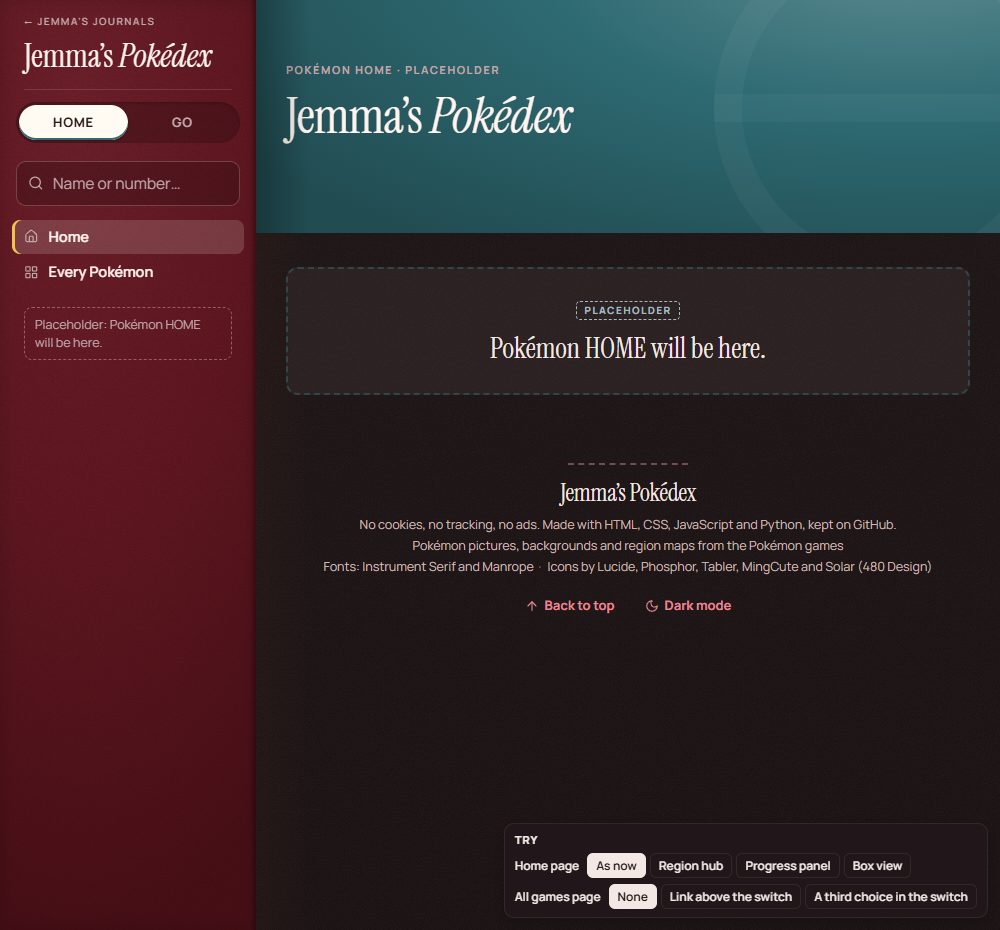 ← JEMMA'S JOURNALS
Jemma’s Pokédex
HOME
GO
Name or number...
Home
Every Pokémon
Placeholder: Pokémon HOME
will be here.
POKÉMON HOME · PLACEHOLDER
Jemma’s Pokédex
PLACEHOLDER
Pokémon HOME will be here.
Jemma’s Pokédex
No cookies, no tracking, no ads. Made with HTML, CSS, JavaScript and Python, kept on GitHub.
Pokémon pictures, backgrounds and region maps from the Pokémon games
Fonts: Instrument Serif and Manrope · Icons by Lucide, Phosphor, Tabler, MingCute and Solar (480 Design)
Back to top
Dark mode
TRY
Home page As now Region hub Progress panel Box view
All games page None Link above the switch A third choice in the switch